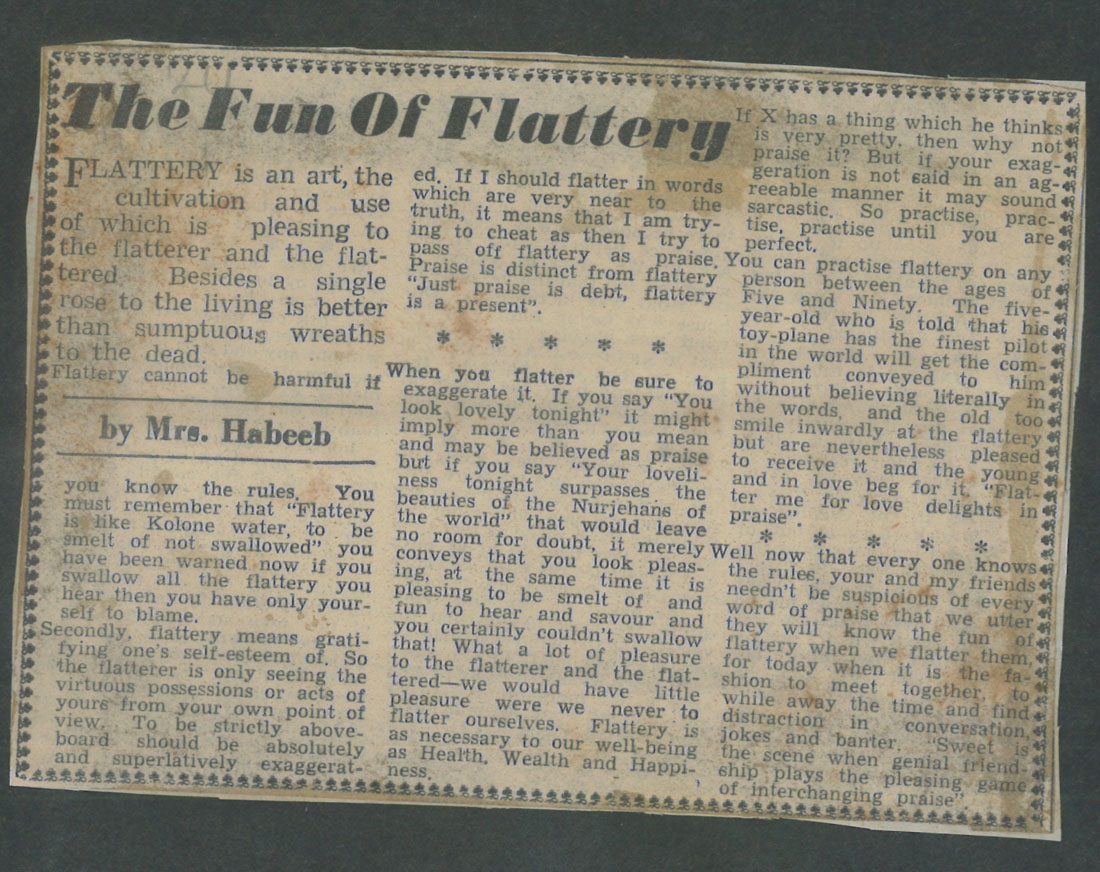 The Fun Of Flattery
FLATTERY is an art, the
cultivation and use
of which is pleasing to
the flatterer and the flat-
tered Besides a single
rose to the living is better
than sumptuous wreaths
to the dead.
Flattery cannot be harmful if
by Mrs. Habeeb
you know the rules. You
must remember that "Flattery
is like Kolone water, to be
smelt of not swallowed" you
have been warned now if you
swallow all the flattery you
hear then you have only your-
self to blame.
Secondly, flattery means grati-
fying one's self-esteem of. So
the flatterer is only seeing the
virtuous possessions or acts of
yours from your own point of
view. To be strictly above-
board should be absolutely
and superlatively exaggerat-
ed. If I should flatter in words
which are very near to the
truth, it means that I am try-
ing to cheat as then I try to
pass off flattery as praise.
Praise is distinct from flattery
"Just praise is debt, flattery
is a present".
* * * * *
When you flatter be sure to
exaggerate it. If you say "You
look lovely tonight" it might
imply more than you mean
and may be believed as praise
but if you say "Your loveli-
ness tonight surpasses the
beauties of the Nurjehans of
the world" that would leave
no room for doubt, it merely
conveys that you look pleas-
ing, at the same time it is
pleasing to be smelt of and
fun to hear and savour and
you certainly couldn't swallow
that! What a lot of pleasure
to the flatterer and the flat-
tered—we would have little
pleasure were we never to
flatter ourselves. Flattery is
as necessary to our well-being
as Health, Wealth and Happi-
ness.
If X has a thing which he thinks
is very pretty, then why not
praise it? But if your exag-
geration is not said in an ag-
reeable manner it may sound
sarcastic. So practise, prac-
tise, practise until you are
perfect.
You can practise flattery on any
person between the ages of
Five and Ninety. The five-
year-old who is told that his
toy-plane has the finest pilot
in the world will get the com-
pliment conveyed to him
without believing literally in
the words, and the old too
smile inwardly at the flattery
but are nevertheless pleased
to receive it and the young
and in love beg for it. "Flat-
ter me for love delights in
praise".
* * * * *
Well now that every one knows
the rules, your and my friends
needn't be suspicious of every
word of praise that we utter
they will know the fun of
flattery when we flatter them,
for today when it is the fa-
shion to meet together, to
while away the time and find
distraction in conversation,
jokes and banter. "Sweet is
the scene when genial friend-
ship plays the pleasing game
of interchanging praise".